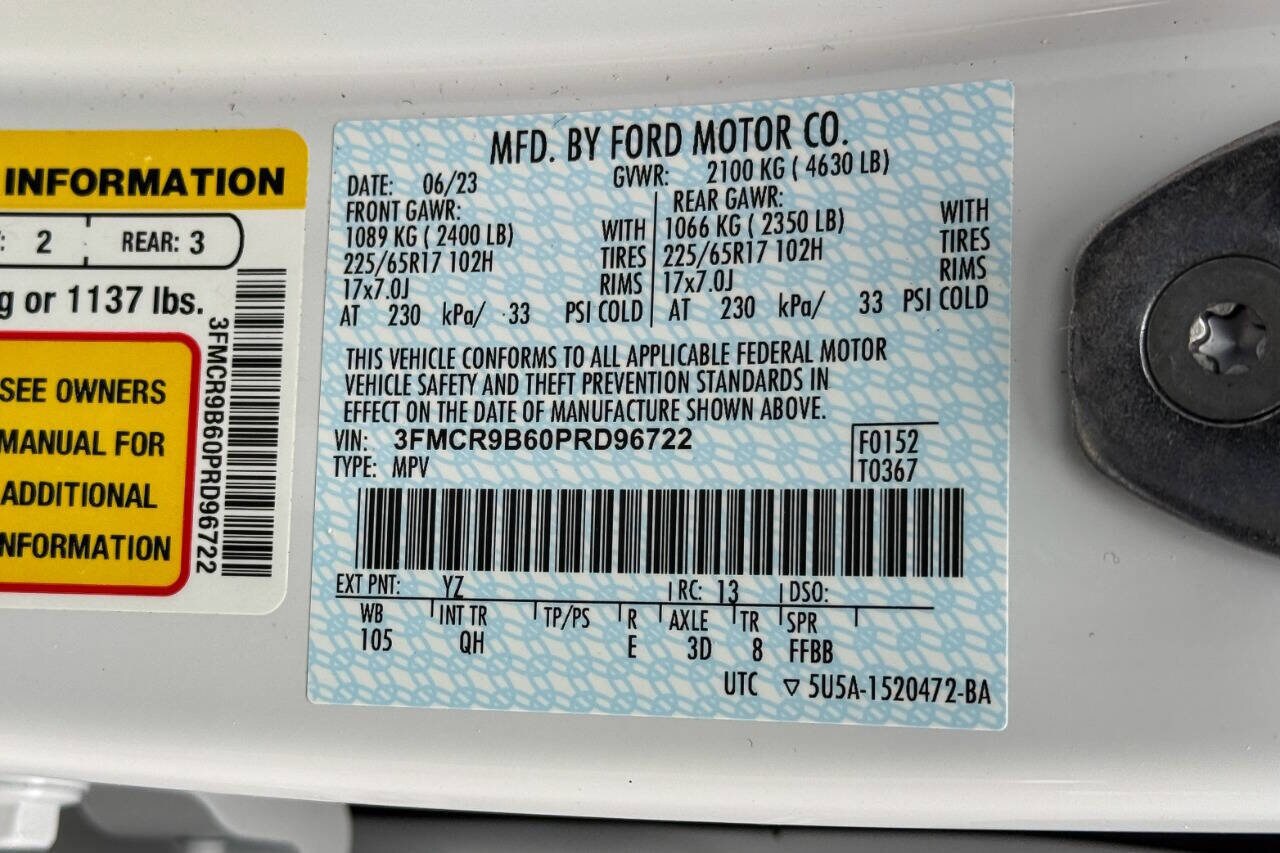 INFORMATION
: 2 REAR: 3
g or 1137 lbs.
SEE OWNERS
MANUAL FOR
ADDITIONAL
NFORMATION
3FMCR9B60PRD96722
MFD. BY FORD MOTOR CO.
DATE: 06/23 GVWR: 2100 KG ( 4630 LB)
FRONT GAWR: REAR GAWR:
1089 KG ( 2400 LB) WITH 1066 KG ( 2350 LB) WITH
225/65R17 102H TIRES 225/65R17 102H TIRES
17x7.0J RIMS 17x7.0J RIMS
AT 230 kPa/ 33 PSI COLD AT 230 kPa/ 33 PSI COLD
THIS VEHICLE CONFORMS TO ALL APPLICABLE FEDERAL MOTOR
VEHICLE SAFETY AND THEFT PREVENTION STANDARDS IN
EFFECT ON THE DATE OF MANUFACTURE SHOWN ABOVE.
VIN: 3FMCR9B60PRD96722 F0152
TYPE: MPV T0367
EXT PNT: YZ RC: 13 DSO:
WB INT TR TP/PS R AXLE TR SPR
105 QH E 3D 8 FFBB
UTC ▽ 5U5A-1520472-BA